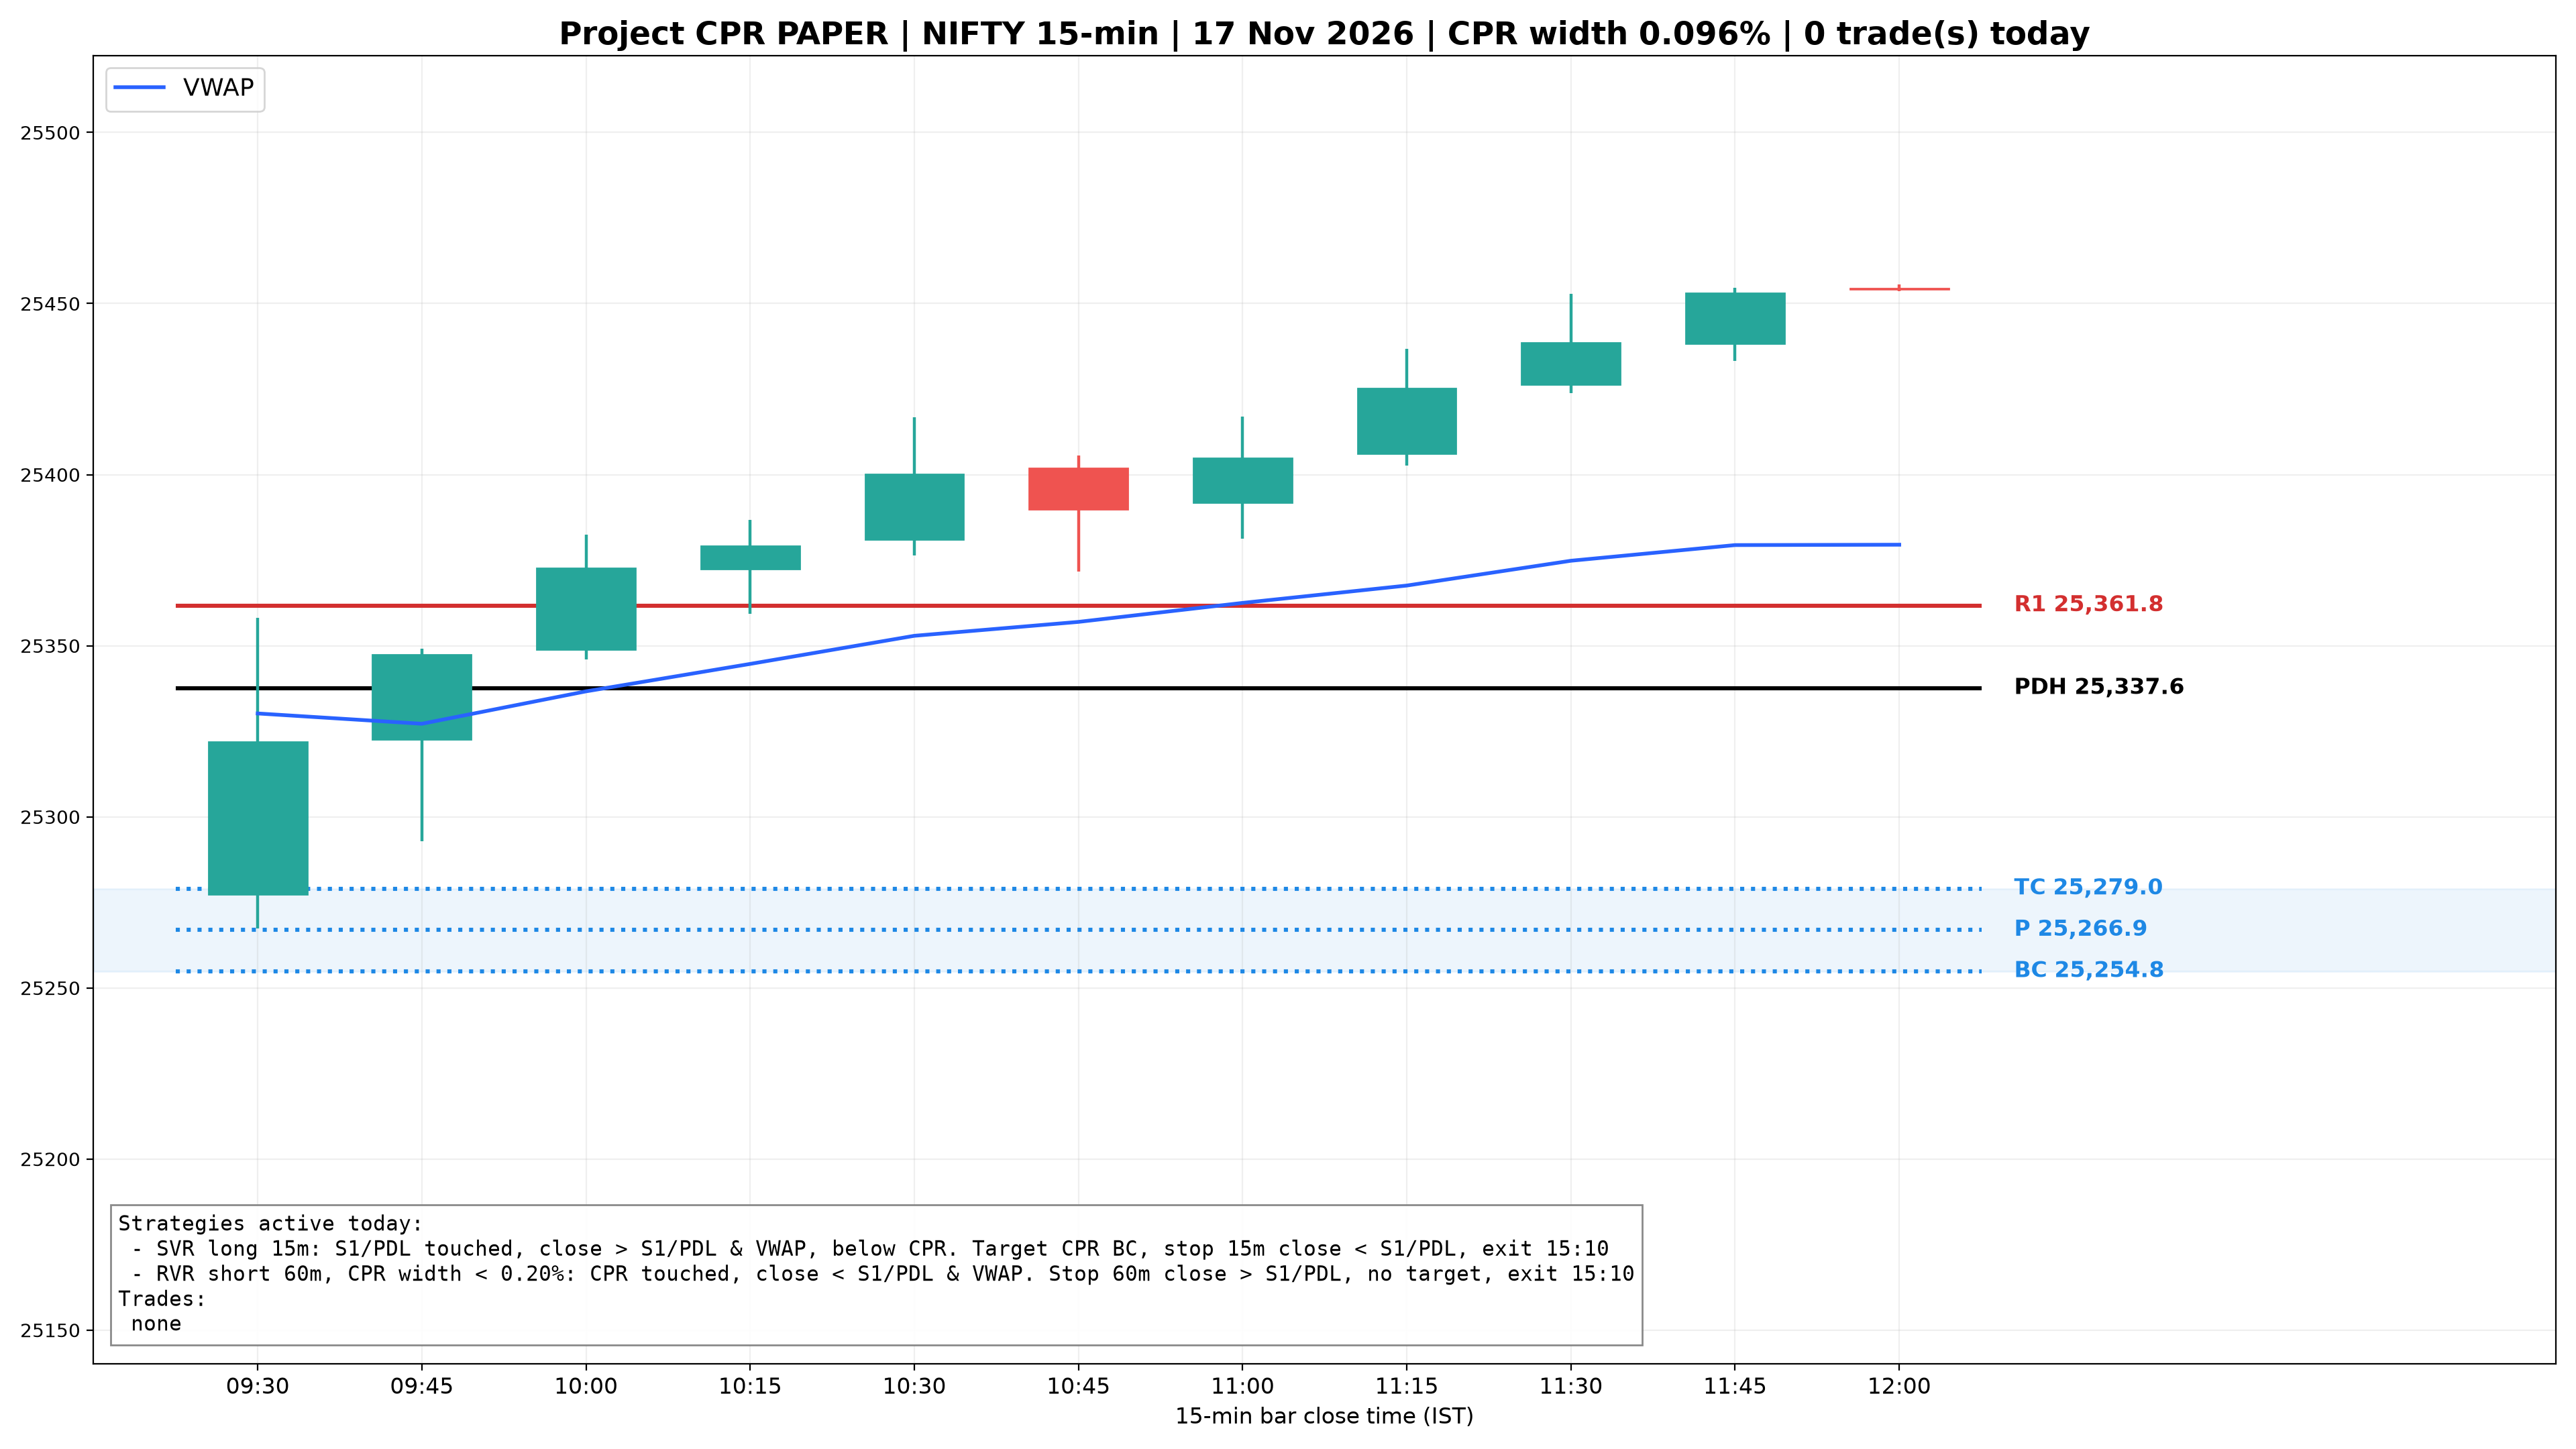 Project CPR PAPER | NIFTY 15-min | 17 Nov 2026 | CPR width 0.096% | 0 trade(s) today
VWAP
25500
25450
25400
25350
25300
25250
25200
25150
R1 25,361.8
PDH 25,337.6
TC 25,279.0
P 25,266.9
BC 25,254.8
Strategies active today:
- SVR long 15m: S1/PDL touched, close > S1/PDL & VWAP, below CPR. Target CPR BC, stop 15m close < S1/PDL, exit 15:10
- RVR short 60m, CPR width < 0.20%: CPR touched, close < S1/PDL & VWAP. Stop 60m close > S1/PDL, no target, exit 15:10
Trades:
none
09:30 09:45 10:00 10:15 10:30 10:45 11:00 11:15 11:30 11:45 12:00
15-min bar close time (IST)